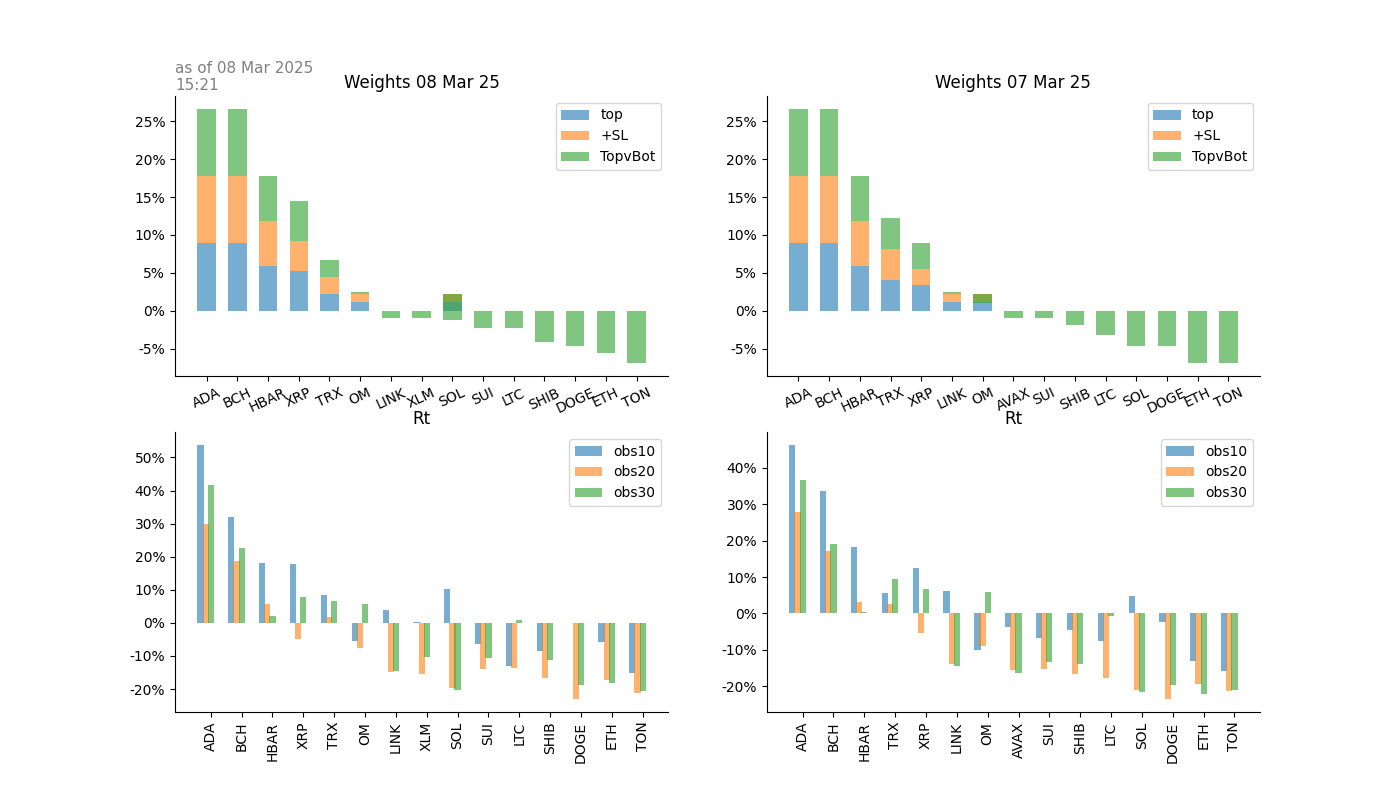 as of 08 Mar 2025
15:21
Weights 08 Mar 25
25%
20%
15%
10%
5%
0%
-5%
top
+SL
TopvBot
ADA BCH HBAR XRP TRX OM LINK XLM SOL SUI LTC SHIB DOGE ETH TON
Weights 07 Mar 25
25%
20%
15%
10%
5%
0%
-5%
top
+SL
TopvBot
ADA BCH HBAR TRX XRP LINK OM AVAX SUI SHIB LTC SOL DOGE ETH TON
Rt
50%
40%
30%
20%
10%
0%
-10%
-20%
obs10
obs20
obs30
ADA BCH HBAR XRP TRX OM LINK XLM SOL SUI LTC SHIB DOGE ETH TON
Rt
40%
30%
20%
10%
0%
-10%
-20%
obs10
obs20
obs30
ADA BCH HBAR TRX XRP LINK OM AVAX SUI SHIB LTC SOL DOGE ETH TON